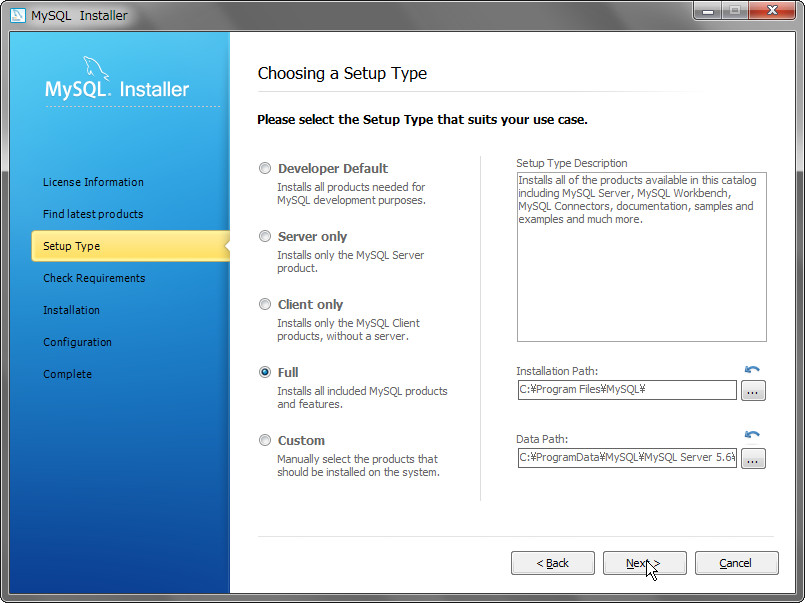 MySQL Installer
MySQL. Installer
License Information
Find latest products
Setup Type
Check Requirements
Installation
Configuration
Complete
Choosing a Setup Type
Please select the Setup Type that suits your use case.
Developer Default
Installs all products needed for
MySQL development purposes.
Server only
Installs only the MySQL Server
product.
Client only
Installs only the MySQL Client
products, without a server.
Full
Installs all included MySQL products
and features.
Custom
Manually select the products that
should be installed on the system.
Setup Type Description
Installs all of the products available in this catalog
including MySQL Server, MySQL Workbench,
MySQL Connectors, documentation, samples and
examples and much more.
Installation Path:
C:¥Program Files¥MySQL¥
...
Data Path:
C:¥ProgramData¥MySQL¥MySQL Server 5.6¥
...
< Back
Next >
Cancel